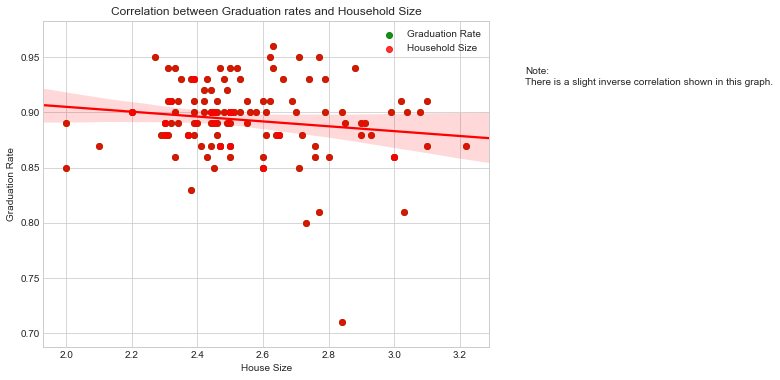 Correlation between Graduation rates and Household Size
Graduation Rate
Household Size
Note:
There is a slight inverse correlation shown in this graph.
0.95
0.90
0.85
0.80
0.75
0.70
Graduation Rate
2.0 2.2 2.4 2.6 2.8 3.0 3.2
House Size